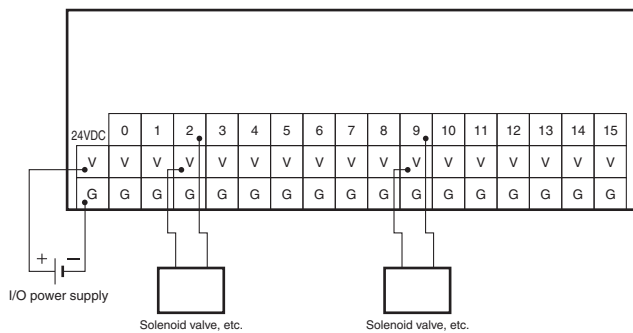 24VDC 0 1 2 3 4 5 6 7 8 9 10 11 12 13 14 15
V V V V V V V V V V V V V V V V V
G G G G G G G G G G G G G G G G G
+ −
I/O power supply
Solenoid valve, etc. Solenoid valve, etc.